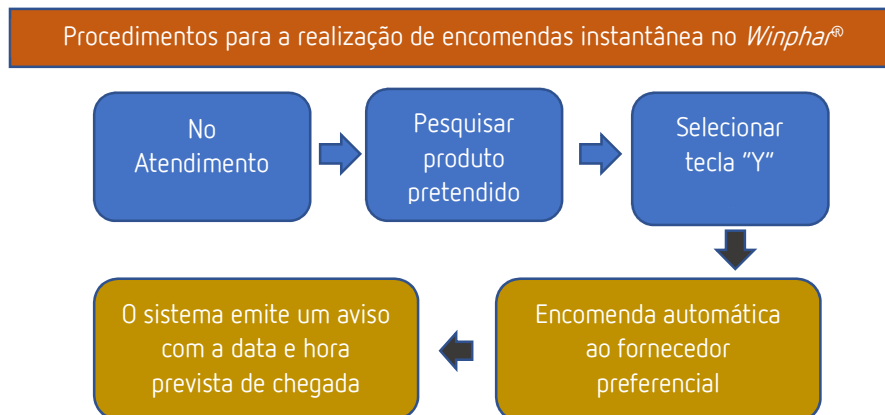 Procedimentos para a realização de encomendas instantânea no Winphar®
No
Atendimento
Pesquisar
produto
pretendido
Selecionar
tecla "Y"
Encomenda automática
ao fornecedor
preferencial
O sistema emite um aviso
com a data e hora
prevista de chegada